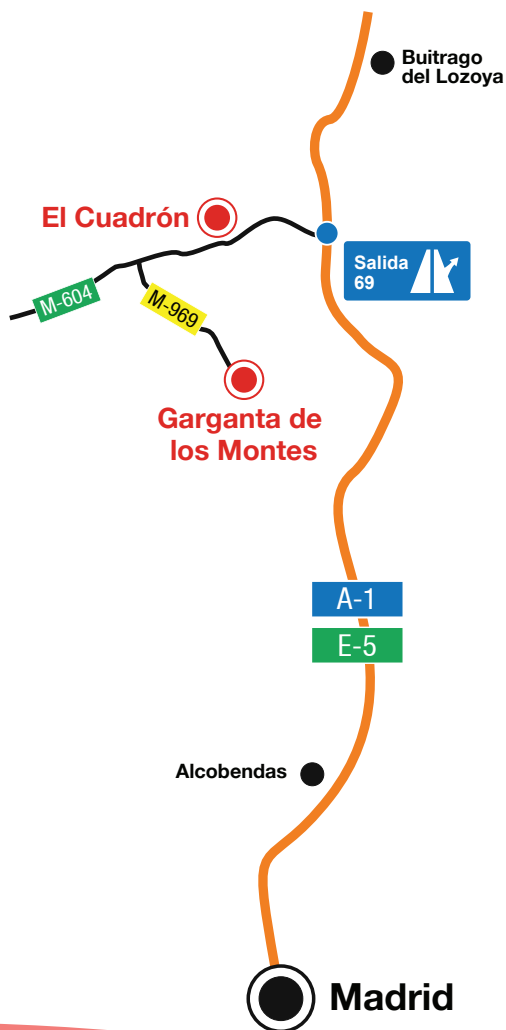 Buitrago
del Lozoya
El Cuadrón
Salida
69
M-604
M-969
Garganta de
los Montes
A-1
E-5
Alcobendas
Madrid